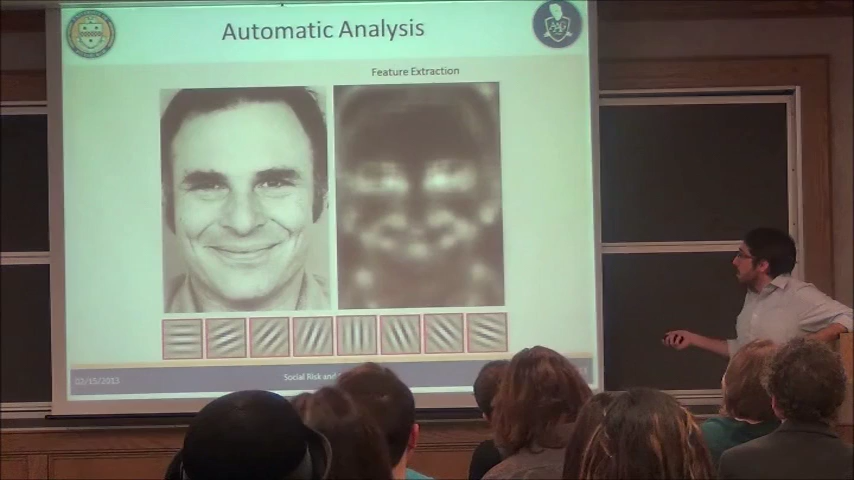 Automatic Analysis
Feature Extraction
02/15/2013
Social Risk and